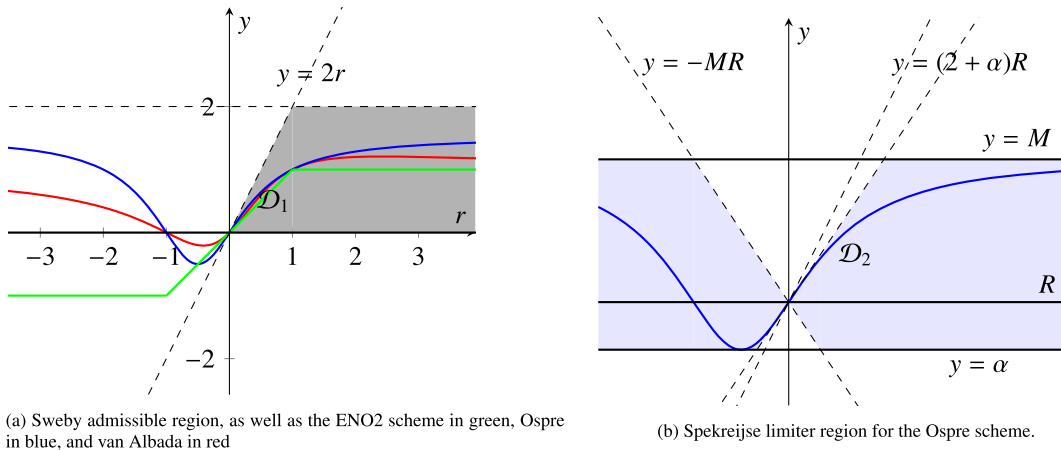 y
y = 2r
2
𝒟₁
r
−3 −2 −1 1 2 3
−2
(a) Sweby admissible region, as well as the ENO2 scheme in green, Ospre
in blue, and van Albada in red
y
y = −MR
y = (2 + α)R
y = M
𝒟₂
R
y = α
(b) Spekreijse limiter region for the Ospre scheme.